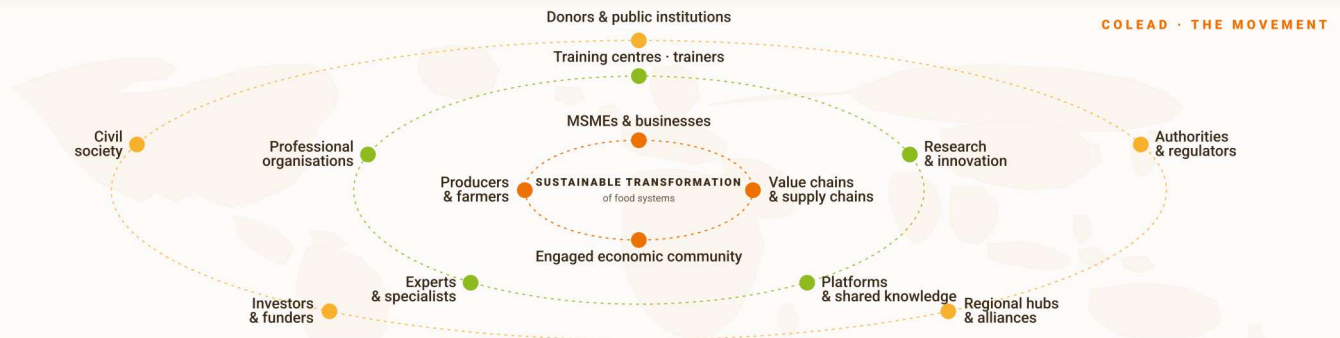 Donors & public institutions
COLEAD · THE MOVEMENT
Training centres · trainers
MSMEs & businesses
Civil
society
Professional
organisations
Research
& innovation
Authorities
& regulators
Producers
& farmers
SUSTAINABLE TRANSFORMATION
of food systems
Value chains
& supply chains
Engaged economic community
Experts
& specialists
Platforms
& shared knowledge
Investors
& funders
Regional hubs
& alliances